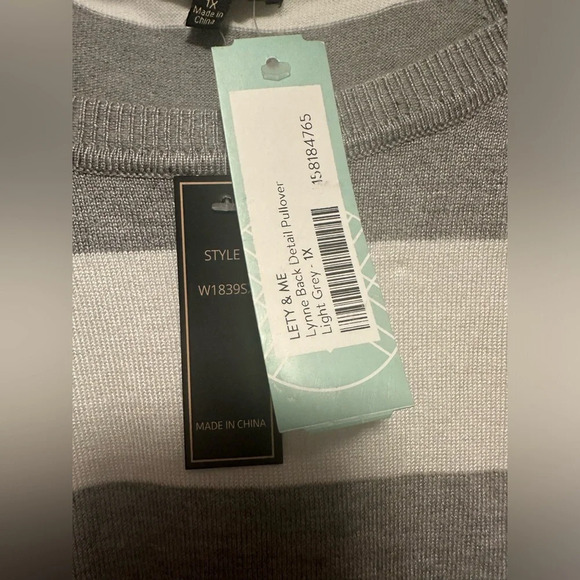 1X
Made in
China
STYLE
W1839S
MADE IN CHINA
LETY & ME
Lynne Back Detail Pullover
Light Grey - 1X
158184765